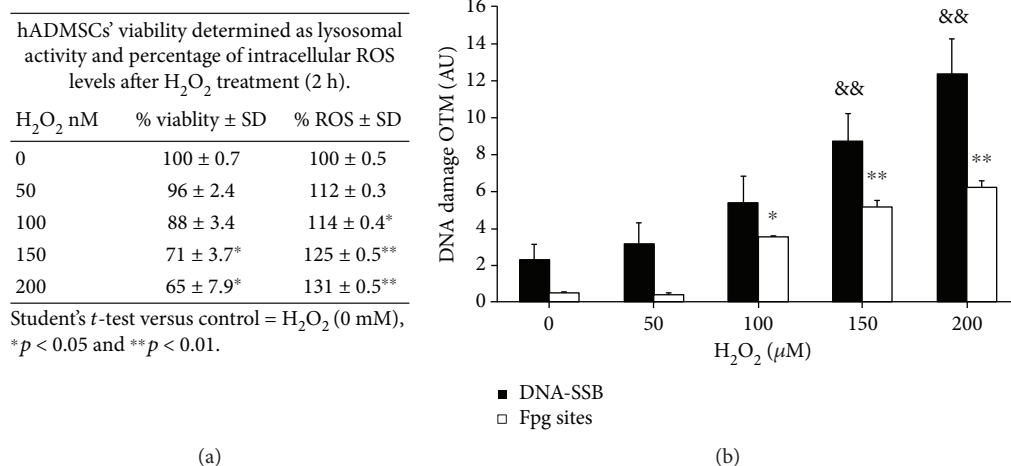 hADMSCs’ viability determined as lysosomal
activity and percentage of intracellular ROS
levels after H₂O₂ treatment (2 h).
H₂O₂ nM % viablity ± SD % ROS ± SD
0 100 ± 0.7 100 ± 0.5
50 96 ± 2.4 112 ± 0.3
100 88 ± 3.4 114 ± 0.4*
150 71 ± 3.7* 125 ± 0.5**
200 65 ± 7.9* 131 ± 0.5**
Student’s t-test versus control = H₂O₂ (0 mM),
*p < 0.05 and **p < 0.01.
(a)
DNA damage OTM (AU)
16
14
12
10
8
6
4
2
0
*
&&
**
&&
**
0 50 100 150 200
H₂O₂ (μM)
DNA-SSB
Fpg sites
(b)